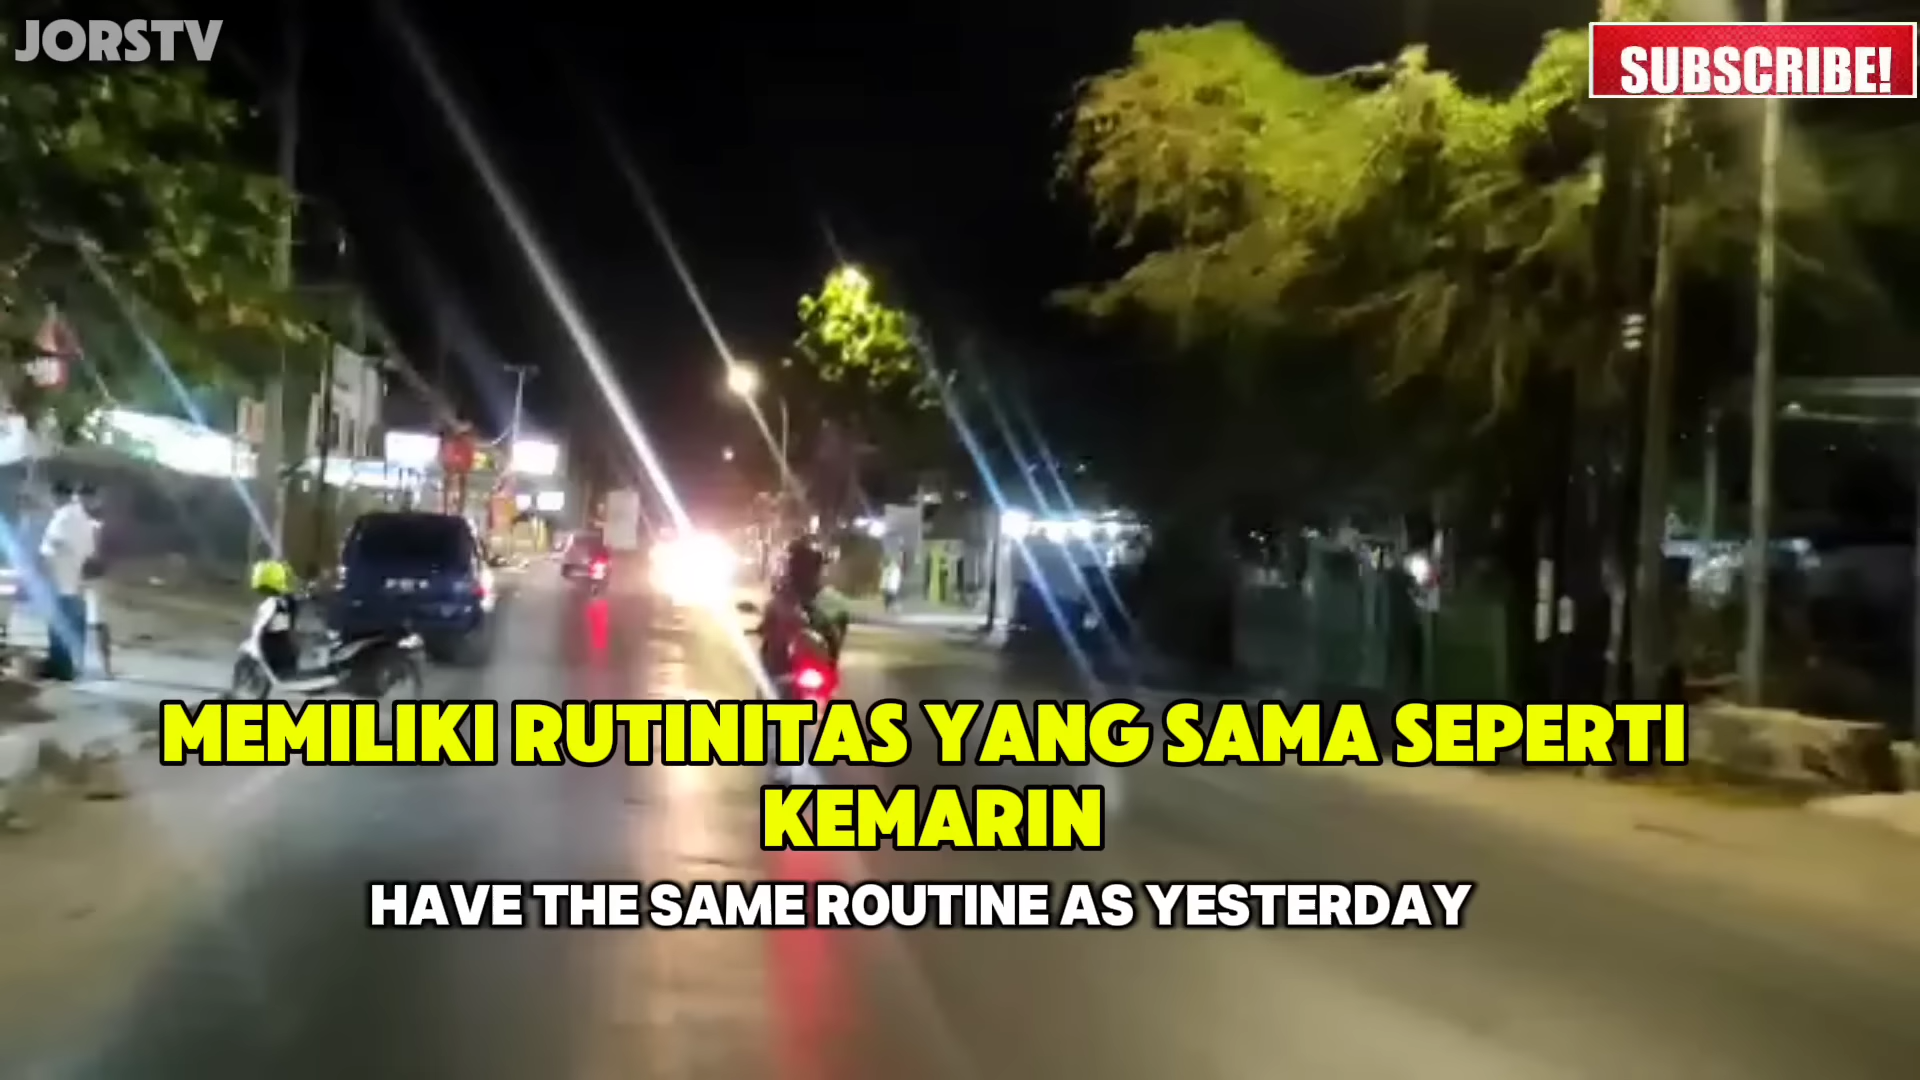 JORSTV
SUBSCRIBE!
MEMILIKI RUTINITAS YANG SAMA SEPERTI
KEMARIN
HAVE THE SAME ROUTINE AS YESTERDAY